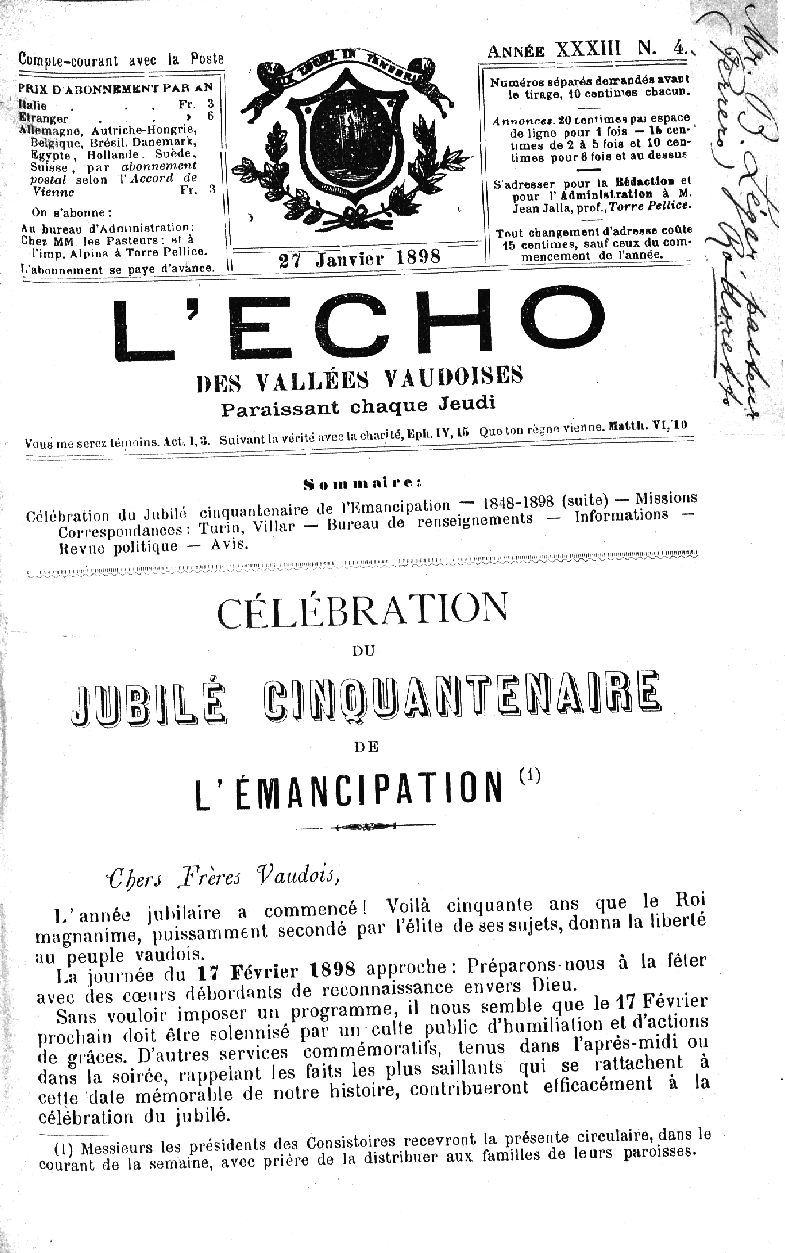 Compte-courant avec la Poste
PRIX D'ABONNEMENT PAR AN
Italie . . . Fr. 3
Etranger . . › 6
Allemagne, Autriche-Hongrie,
Belgique, Brésil, Danemark,
Egypte, Hollande. Suède,
Suisse, par abonnement
postal selon l'Accord de
Vienne Fr. 3
On s'abonne:
Au bureau d'Administration;
Chez MM les Pasteurs; et à
l'imp. Alpina à Torre Pellice.
L'abonnement se paye d'avance.
27 Janvier 1898
ANNÉE XXXIII N. 4.
Numéros séparés demandés avant
le tirage, 10 centimes chacun.
Annonces. 20 centimes par espace
de ligne pour 1 fois — 15 cen-
times de 2 à 5 fois et 10 cen-
times pour 6 fois et au dessus
S'adresser pour la Rédaction et
pour l'Administration à M.
Jean Jalla, prof., Torre Pellice.
Tout changement d'adresse coûte
15 centimes, sauf ceux du com-
mencement de l'année.
Mr. B. Léger, pasteur
(Perrero) Rodoretto
L'ECHO
DES VALLÉES VAUDOISES
Paraissant chaque Jeudi
Vous me serez témoins. Act. 1, 3. Suivant la vérité avec la charité, Eph. IV, 15 Que ton règne vienne. Matth. VI, 10
Sommaire:
Célébration du Jubilé cinquantenaire de l'Emancipation — 1848-1898 (suite) — Missions
Correspondances: Turin, Villar — Bureau de renseignements — Informations —
Revue politique — Avis.
CÉLÉBRATION
DU
JUBILÉ CINQUANTENAIRE
DE
L'ÉMANCIPATION (1)
Chers Frères Vaudois,
L'année jubilaire a commencé! Voilà cinquante ans que le Roi
magnanime, puissamment secondé par l'élite de ses sujets, donna la liberté
au peuple vaudois.
La journée du 17 Février 1898 approche: Préparons-nous à la fêter
avec des cœurs débordants de reconnaissance envers Dieu.
Sans vouloir imposer un programme, il nous semble que le 17 Février
prochain doit être solennisé par un culte public d'humiliation et d'actions
de grâces. D'autres services commémoratifs, tenus dans l'après-midi ou
dans la soirée, rappelant les faits les plus saillants qui se rattachent à
cette date mémorable de notre histoire, contribueront efficacément à la
célébration du jubilé.
(1) Messieurs les présidents des Consistoires recevront la présente circulaire, dans le
courant de la semaine, avec prière de la distribuer aux familles de leurs paroisses.